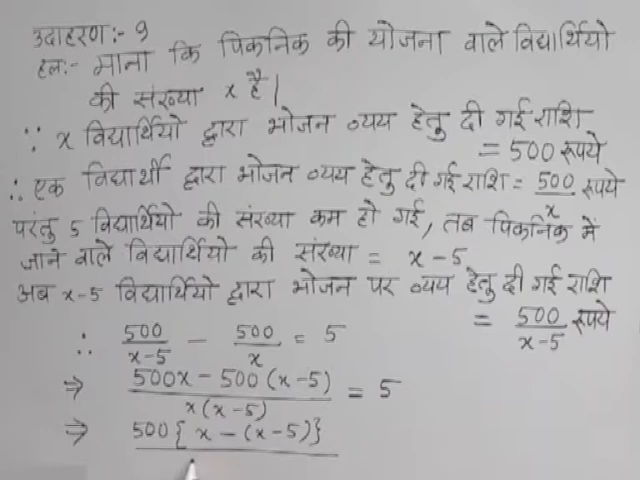 उदाहरण:- 9
हल:- माना कि पिकनिक की योजना वाले विद्यार्थियो
की संख्या x है।
∵ x विद्यार्थियो द्वारा भोजन व्यय हेतु दी गई राशि
= 500 रूपये
∴ एक विद्यार्थी द्वारा भोजन व्यय हेतु दी गई राशि = 500/x रूपये
परंतु 5 विद्यार्थियो की संख्या कम हो गई, तब पिकनिक में
जाने वाले विद्यार्थियो की संख्या = x-5
अब x-5 विद्यार्थियो द्वारा भोजन पर व्यय हेतु दी गई राशि
= 500/(x-5) रूपये
∴ 500/(x-5) - 500/x = 5
⇒ (500x - 500(x-5))/(x(x-5)) = 5
⇒ 500{x-(x-5)}